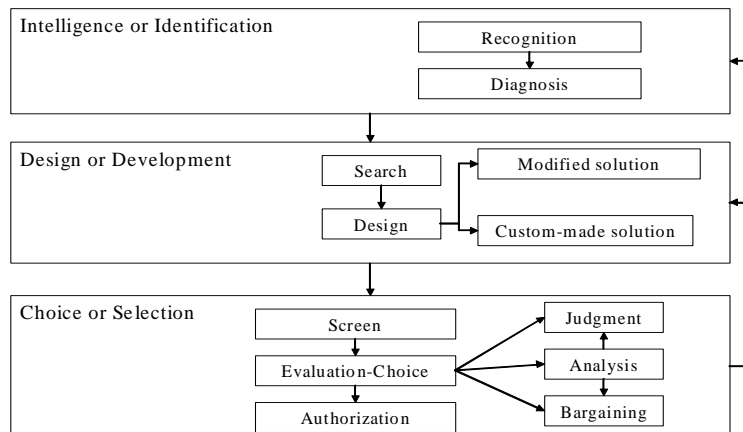 Intelligence or Identification
Recognition
Diagnosis
Design or Development
Search
Modified solution
Design
Custom-made solution
Choice or Selection
Screen
Judgment
Evaluation-Choice
Analysis
Authorization
Bargaining